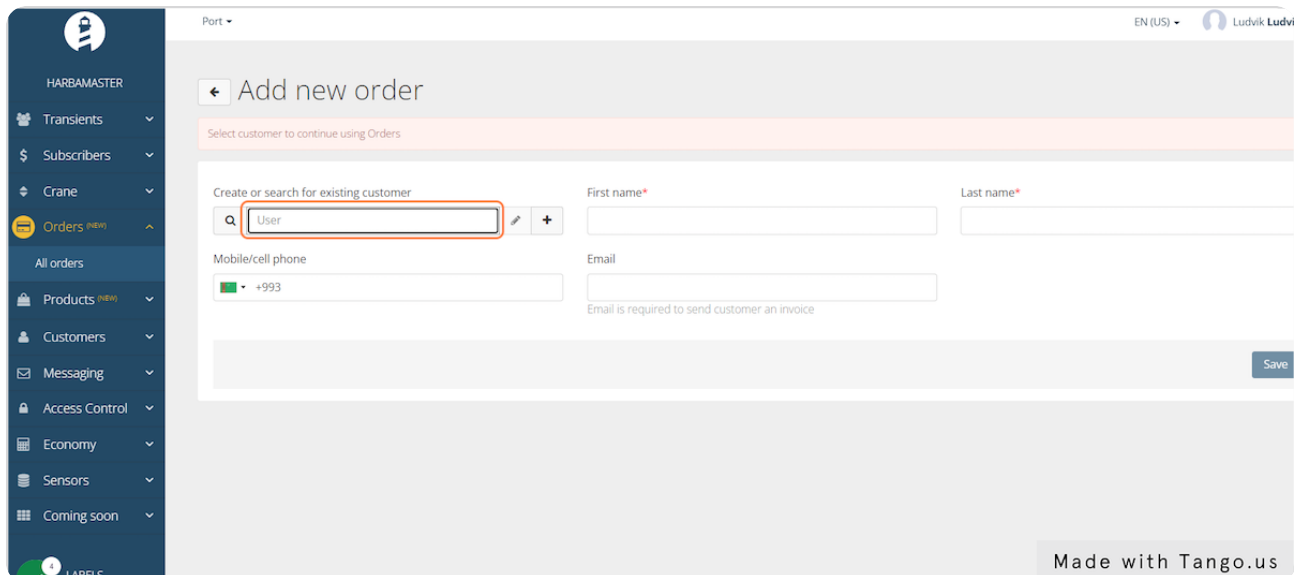 Port
EN (US)
Ludvik Ludvi
HARBAMASTER
Transients
Subscribers
Crane
Orders (NEW)
All orders
Products (NEW)
Customers
Messaging
Access Control
Economy
Sensors
Coming soon
4
LABELS
Add new order
Select customer to continue using Orders
Create or search for existing customer
User
First name*
Last name*
Mobile/cell phone
+993
Email
Email is required to send customer an invoice
Save
Made with Tango.us